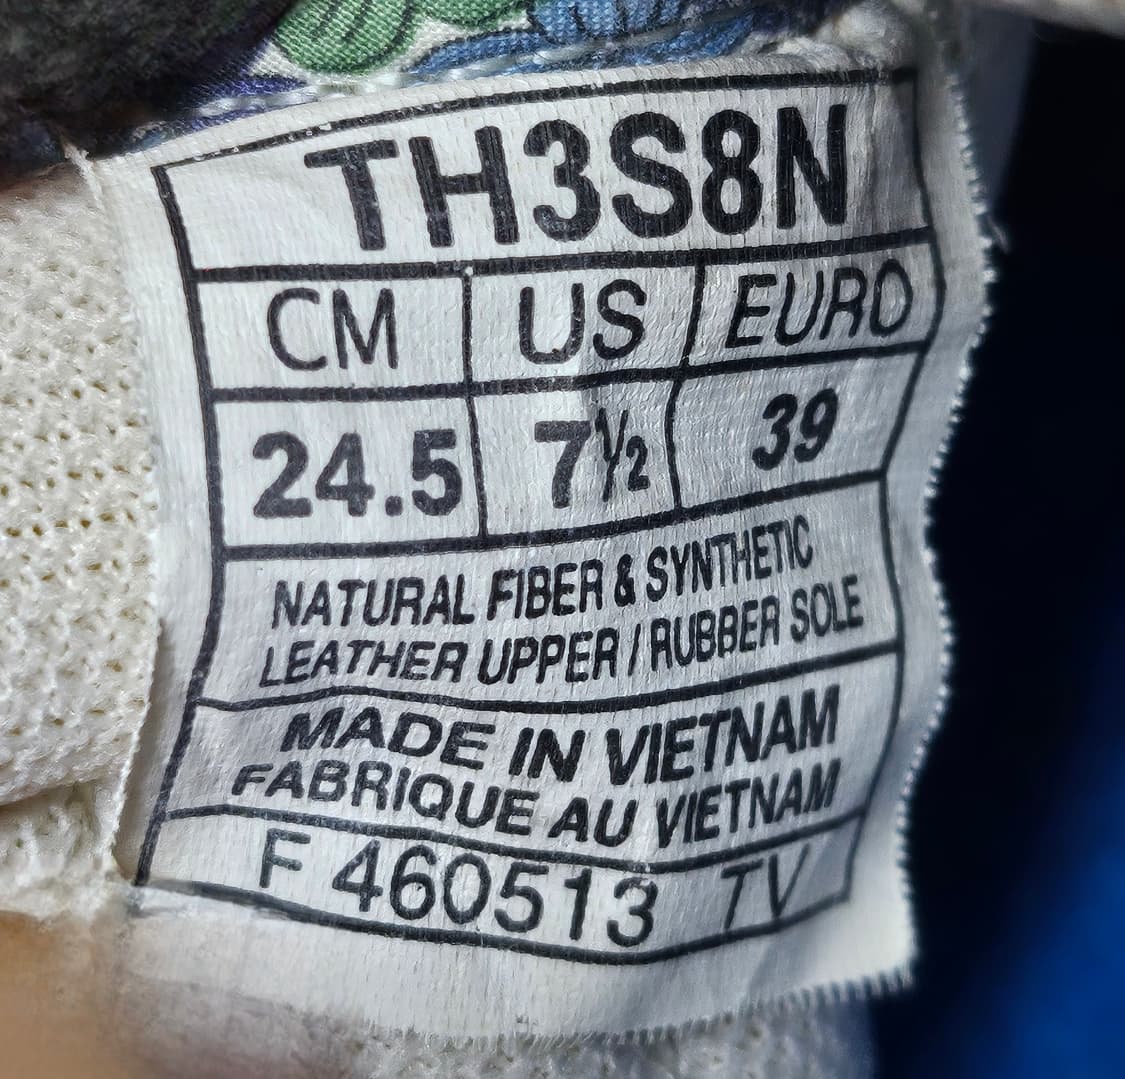 TH3S8N
CM US EURO
24.5 7½ 39
NATURAL FIBER & SYNTHETIC
LEATHER UPPER / RUBBER SOLE
MADE IN VIETNAM
FABRIQUE AU VIETNAM
F 460513 TV